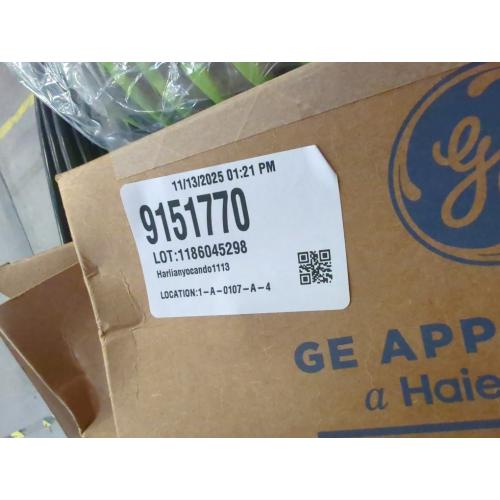 11/13/2025 01:21 PM
9151770
LOT:1186045298
Harlianyocando1113
LOCATION:1-A-0107-A-4
GE APP
a Haie